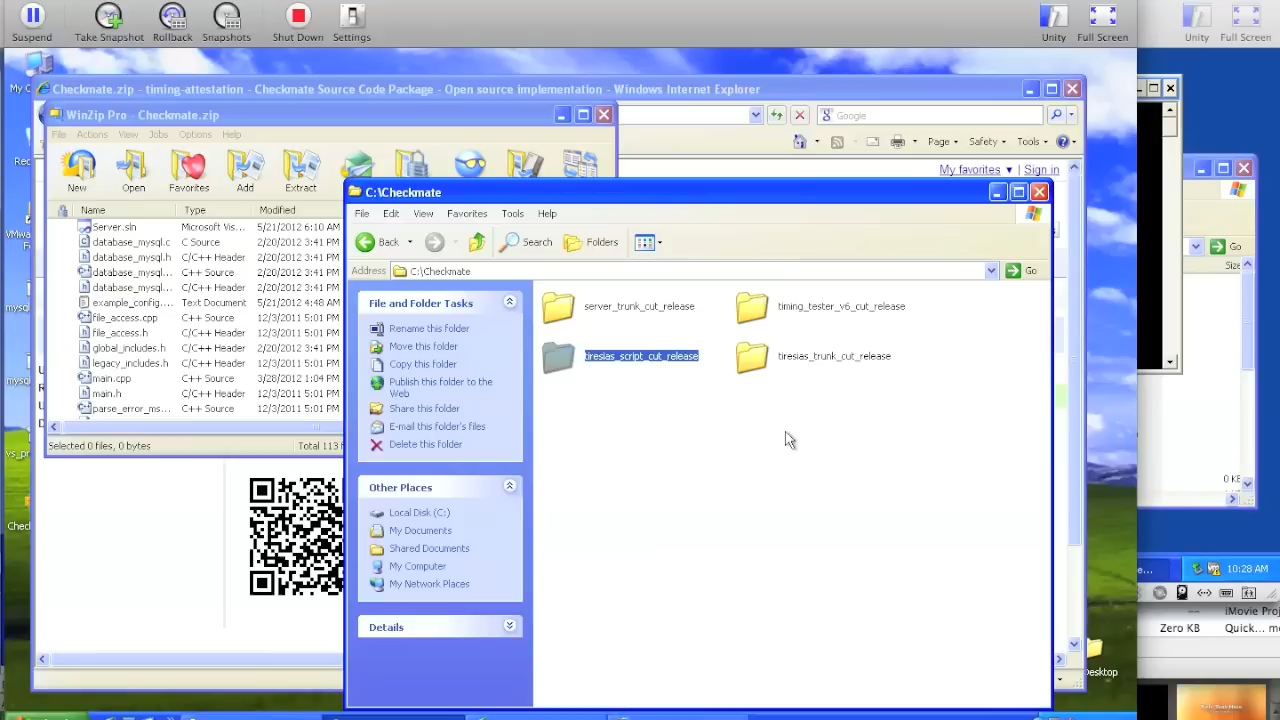 Suspend
Take Snapshot
Rollback
Snapshots
Shut Down
Settings
Unity
Full Screen
Unity
Full Screen
Checkmate.zip - timing-attestation - Checkmate Source Code Package - Open source implementation - Windows Internet Explorer
WinZip Pro - Checkmate.zip
File Actions View Jobs Options Help
Google
Page Safety Tools
My favorites ▼ | Sign in
New Open Favorites Add Extract
Name Type Modified
Server.sln Microsoft Vis... 5/21/2012 6:10 AM
database_mysql.c C Source 2/20/2012 3:41 PM
database_mysql.h C/C++ Header 2/20/2012 3:41 PM
database_mysql... C++ Source 2/20/2012 3:41 PM
example_config.... Text Document 5/21/2012 4:48 AM
file_access.cpp C++ Source 12/3/2011 5:01 PM
file_access.h C/C++ Header 12/3/2011 5:01 PM
global_includes.h C/C++ Header 2/20/2012 3:41 PM
legacy_includes.h C/C++ Header 12/3/2011 5:01 PM
main.cpp C++ Source 3/8/2012 1:04 PM
main.h C/C++ Header 12/3/2011 5:01 PM
parse_error_ms... C++ Source 12/3/2011 5:01 PM
Selected 0 files, 0 bytes
Total 113 f
C:\Checkmate
File Edit View Favorites Tools Help
Back Search Folders
Address C:\Checkmate Go
File and Folder Tasks
Rename this folder
Move this folder
Copy this folder
Publish this folder to the
Web
Share this folder
E-mail this folder's files
Delete this folder
Other Places
Local Disk (C:)
My Documents
Shared Documents
My Computer
My Network Places
Details
server_trunk_cut_release
timing_tester_v6_cut_release
tiresias_script_cut_release
tiresias_trunk_cut_release
Go
Size
0 KB
10:28 AM
iMovie Proj
Zero KB Quick... m
Desktop